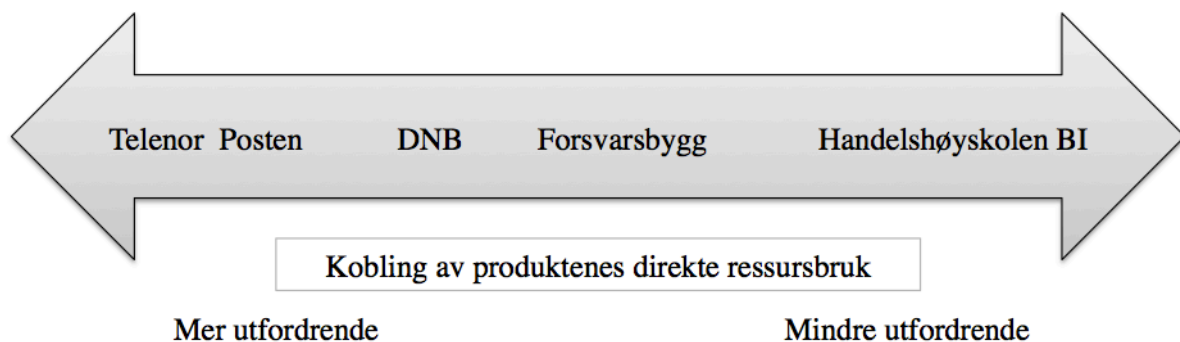 Telenor Posten DNB Forsvarsbygg Handelshøyskolen BI
Kobling av produktenes direkte ressursbruk
Mer utfordrende Mindre utfordrende